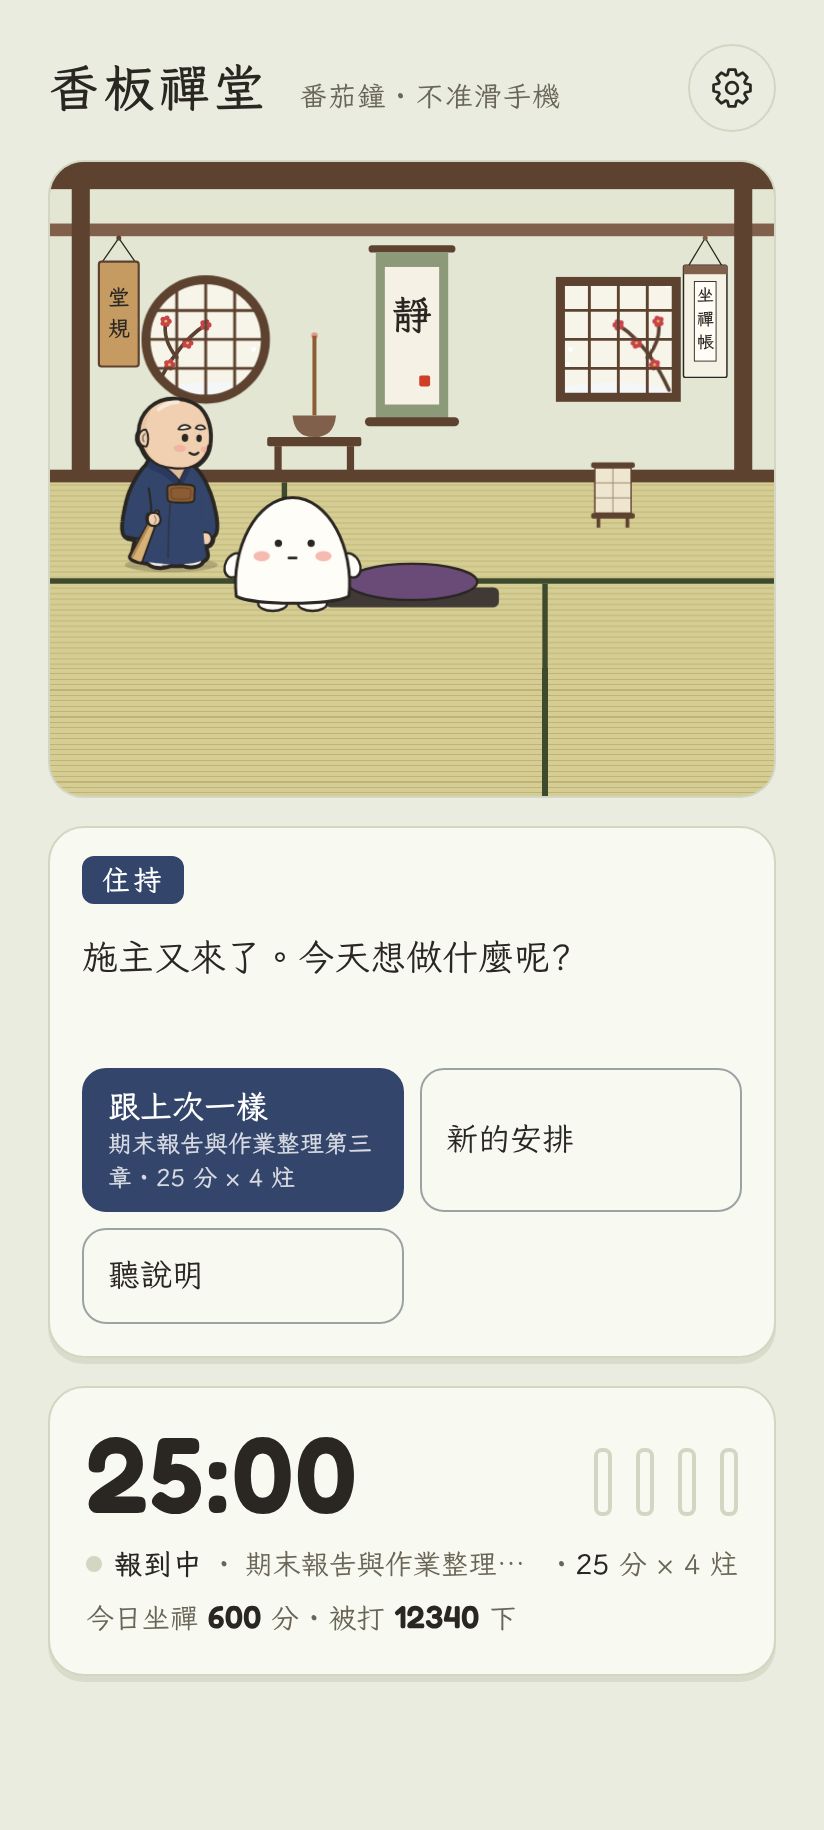 香板禪堂
番茄鐘・不准滑手機
堂規
靜
坐禪帳
住持
施主又來了。今天想做什麼呢？
跟上次一樣
期末報告與作業整理第三
章・25 分 × 4 炷
新的安排
聽說明
25:00
報到中・期末報告與作業整理…・25 分 × 4 炷
今日坐禪 600 分・被打 12340 下